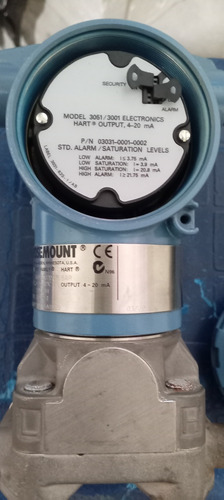 SECURITY
ALARM
MODEL 3051/3001 ELECTRONICS
HART® OUTPUT, 4-20 mA
P/N 03031-0001-0002
STD. ALARM/SATURATION LEVELS
LOW ALARM: I≤ 3.75 mA
LOW SATURATION: I= 3.9 mA
HIGH SATURATION: I= 20.8 mA
HIGH ALARM: I≥ 21.75 mA
EMOUNT® CE
U.S.A.
HART®
OUTPUT 4-20 mA